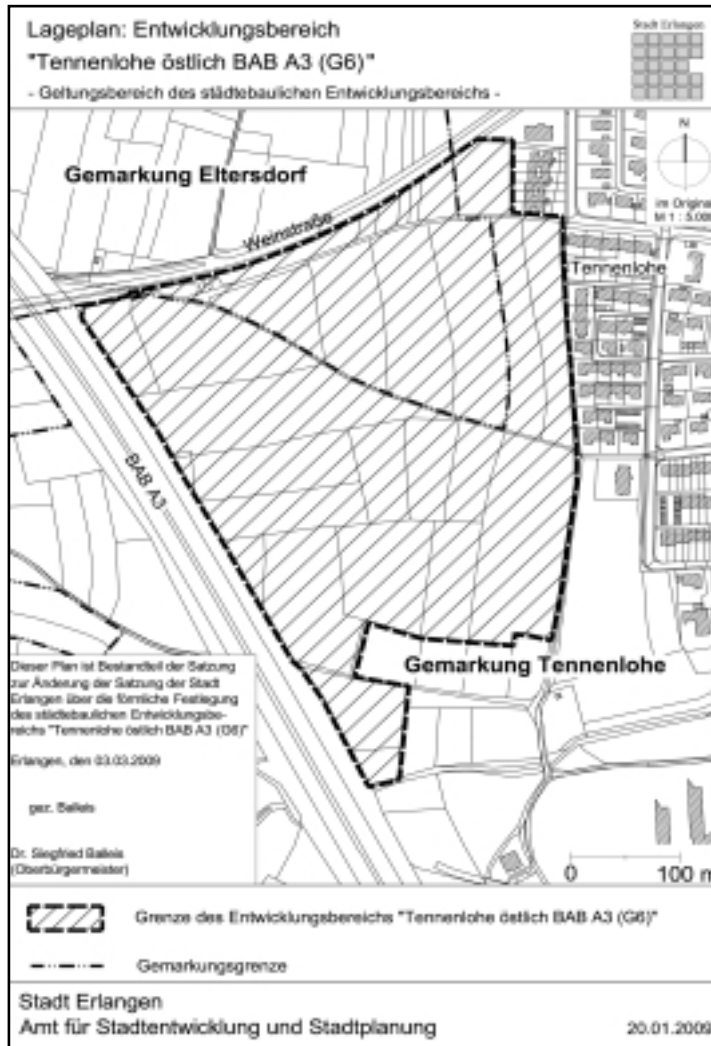 Lageplan: Entwicklungsbereich
"Tennenlohe östlich BAB A3 (G6)"
- Geltungsbereich des städtebaulichen Entwicklungsbereichs -
Stadt Erlangen
N
im Original
M 1 : 5.000
Gemarkung Eltersdorf
Weinstraße
Tennenlohe
BAB A3
Gemarkung Tennenlohe
Dieser Plan ist Bestandteil der Satzung
zur Änderung der Satzung der Stadt
Erlangen über die förmliche Festlegung
des städtebaulichen Entwicklungsbe-
reichs "Tennenlohe östlich BAB A3 (G6)"
Erlangen, den 03.03.2009
gez. Balleis
Dr. Siegfried Balleis
(Oberbürgermeister)
0 100 m
Grenze des Entwicklungsbereichs "Tennenlohe östlich BAB A3 (G6)"
Gemarkungsgrenze
Stadt Erlangen
Amt für Stadtentwicklung und Stadtplanung 20.01.2009